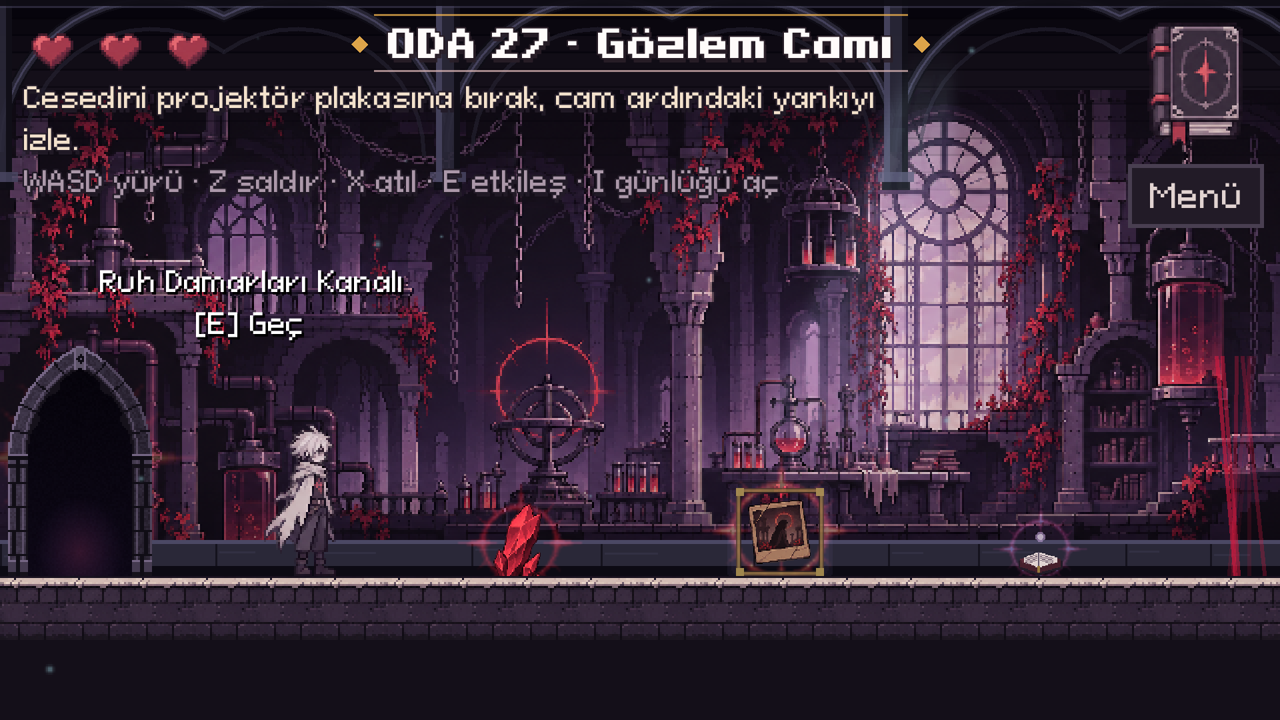 ODA 27 · Gözlem Camı
Cesedini projektör plakasına bırak, cam ardındaki yankıyı
izle.
WASD yürü · Z saldır · X atıl · E etkileş · I günlüğü aç
Menü
Ruh Damarları Kanalı
[E] Geç